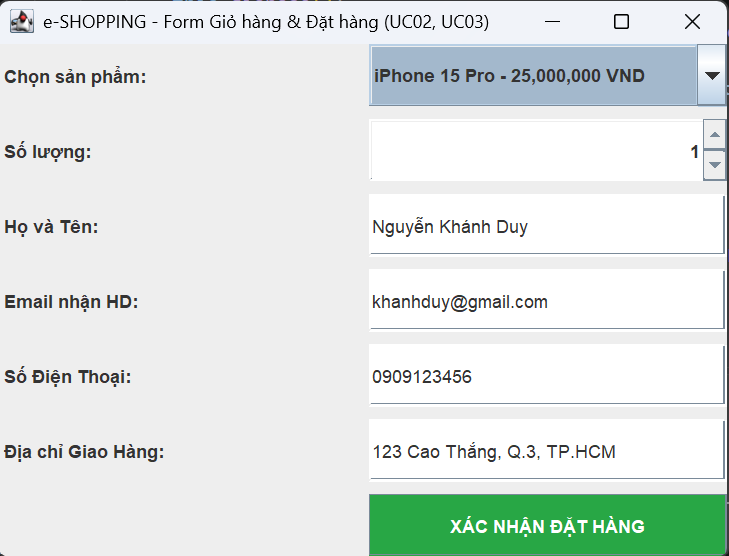 e-SHOPPING - Form Giỏ hàng & Đặt hàng (UC02, UC03)
Chọn sản phẩm:
iPhone 15 Pro - 25,000,000 VND
Số lượng:
1
Họ và Tên:
Nguyễn Khánh Duy
Email nhận HD:
khanhduy@gmail.com
Số Điện Thoại:
0909123456
Địa chỉ Giao Hàng:
123 Cao Thắng, Q.3, TP.HCM
XÁC NHẬN ĐẶT HÀNG